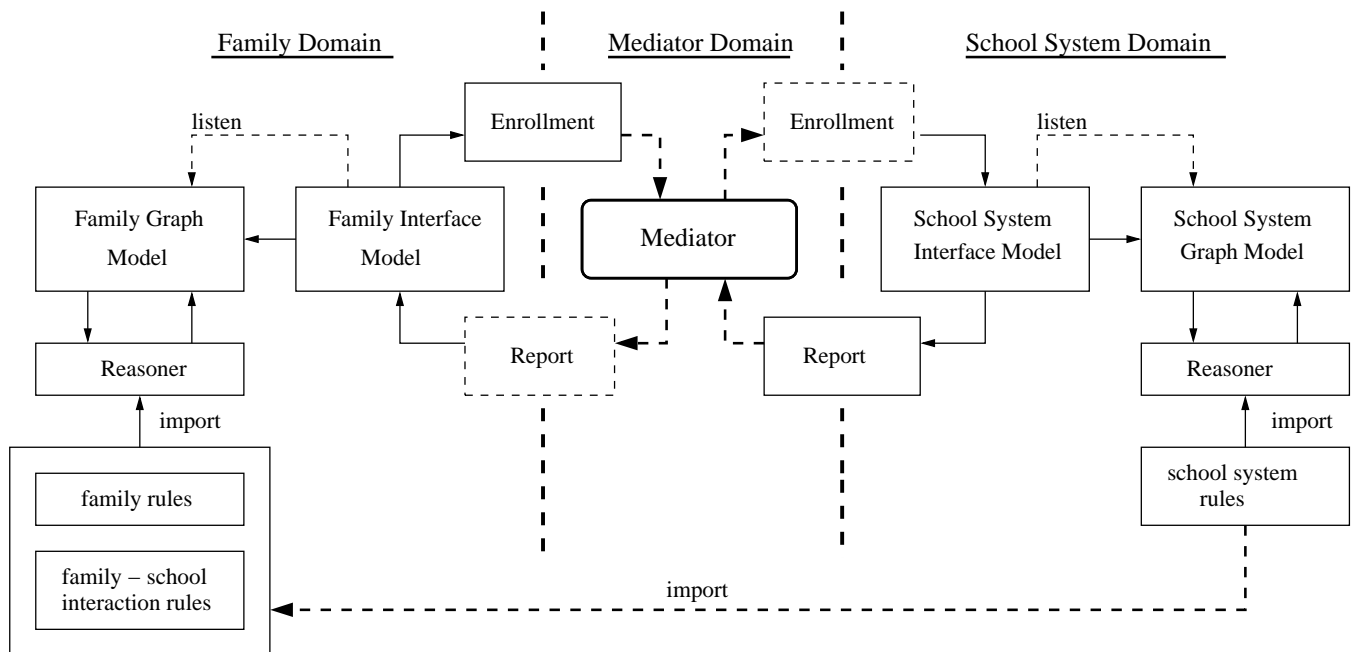 Family Domain
Mediator Domain
School System Domain
Enrollment
Enrollment
listen
listen
Family Graph
Model
Family Interface
Model
Mediator
School System
Interface Model
School System
Graph Model
Report
Report
Reasoner
Reasoner
import
import
family rules
school system
rules
family – school
interaction rules
import